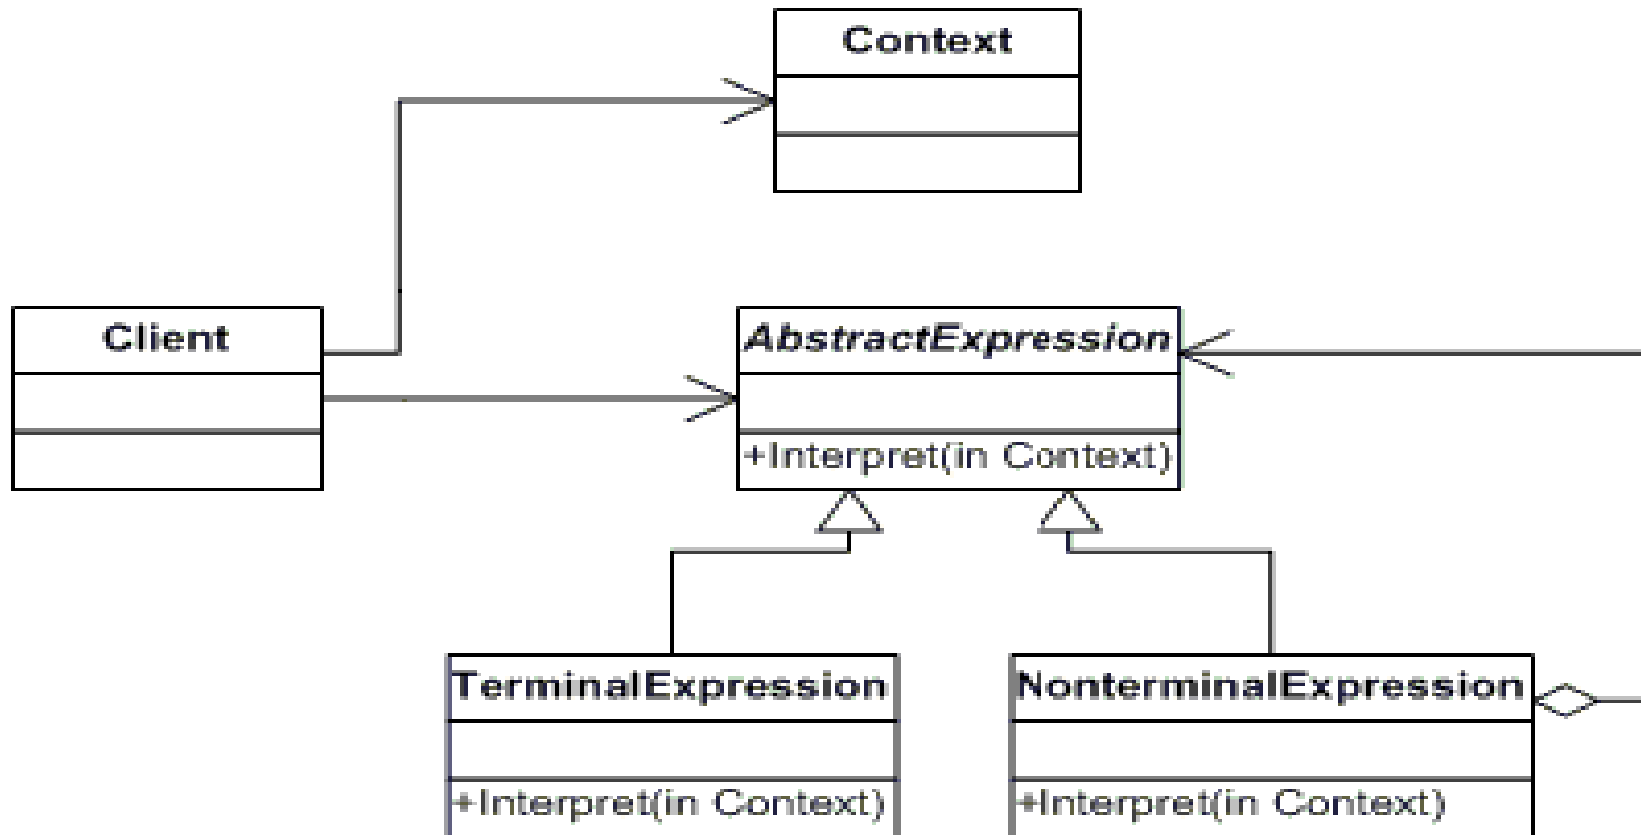 Context
Client
AbstractExpression
+Interpret(in Context)
TerminalExpression
+Interpret(in Context)
NonterminalExpression
+Interpret(in Context)